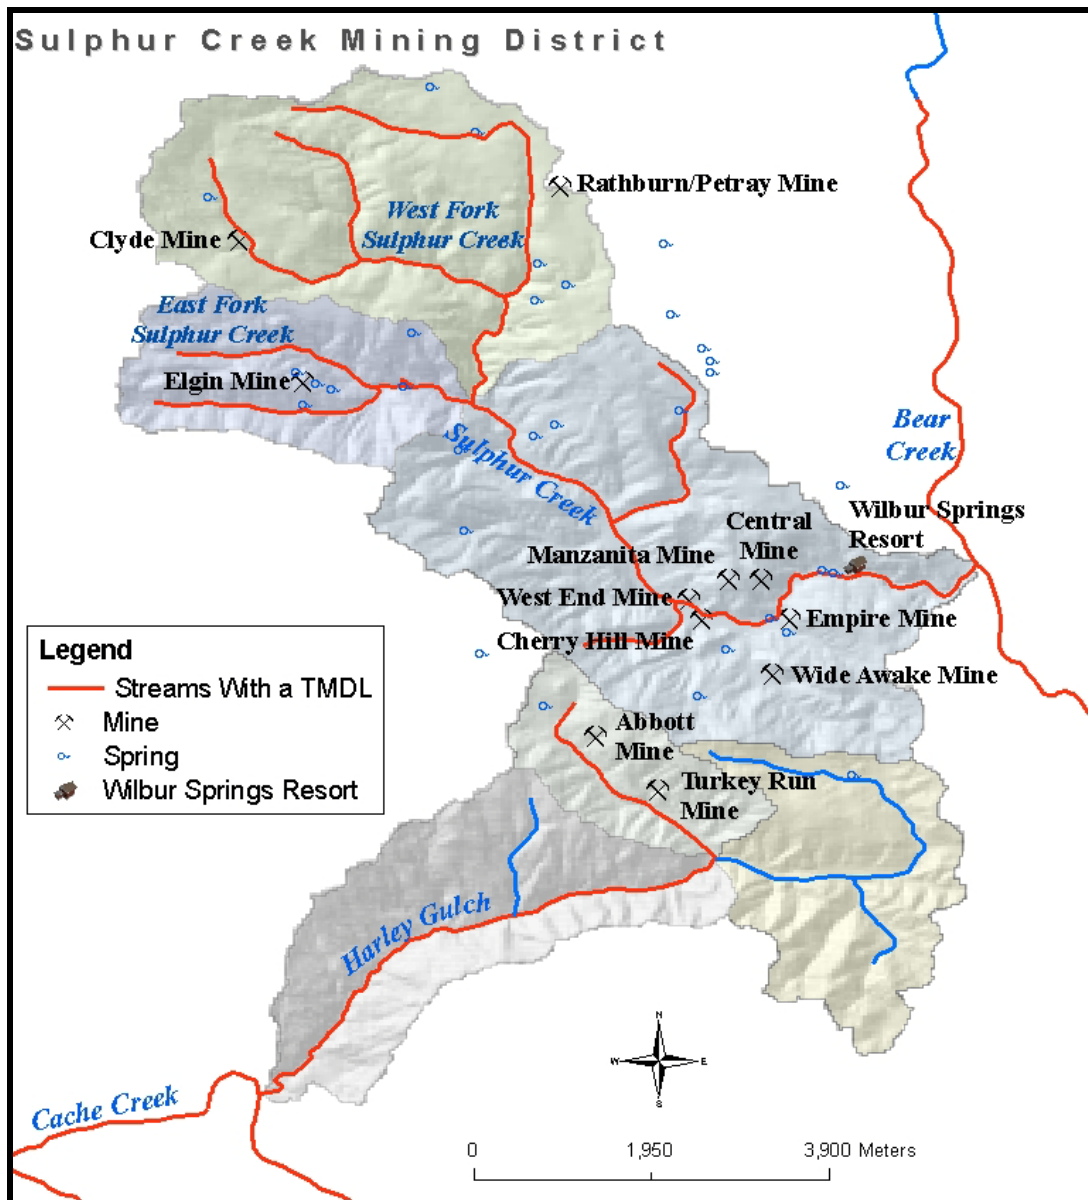 Sulphur Creek Mining District
Rathburn/Petray Mine
West Fork
Sulphur Creek
Clyde Mine
East Fork
Sulphur Creek
Elgin Mine
Bear
Creek
Sulphur Creek
Central
Mine
Wilbur Springs
Resort
Manzanita Mine
West End Mine
Empire Mine
Cherry Hill Mine
Wide Awake Mine
Legend
Streams With a TMDL
Mine
Spring
Wilbur Springs Resort
Abbott
Mine
Turkey Run
Mine
Harley Gulch
N
W E
S
Cache Creek
0 1,950 3,900 Meters